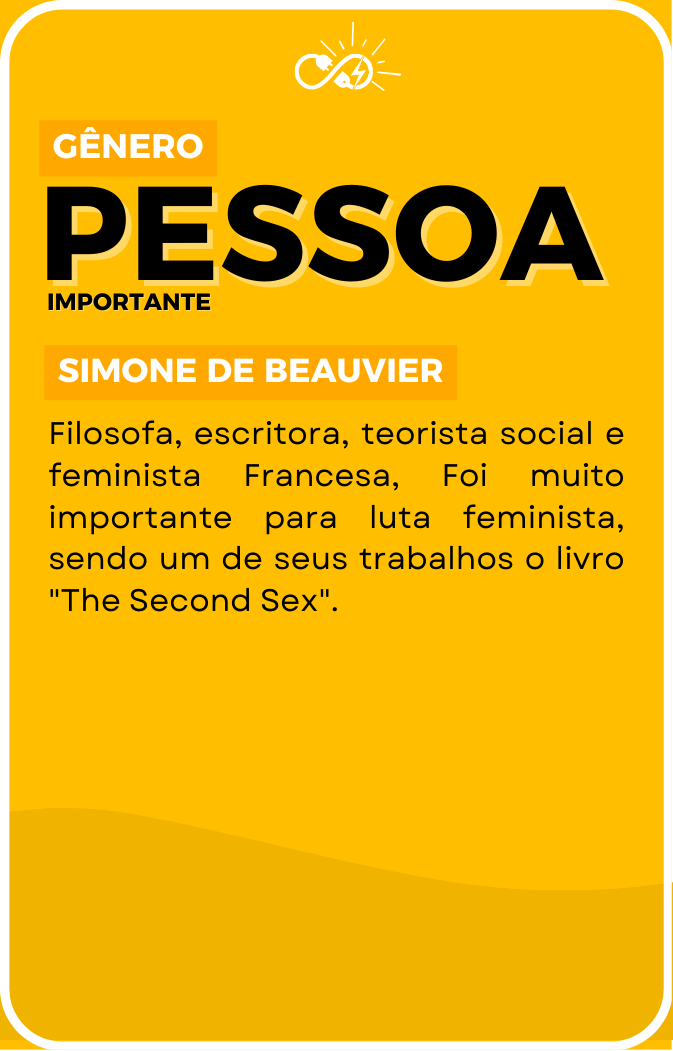 GÊNERO
PESSOA
IMPORTANTE
SIMONE DE BEAUVIER
Filosofa, escritora, teorista social e
feminista Francesa, Foi muito
importante para luta feminista,
sendo um de seus trabalhos o livro
"The Second Sex".